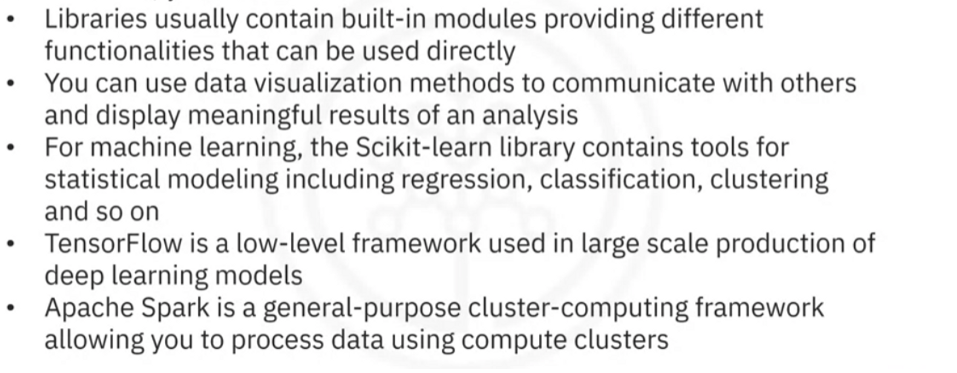 • Libraries usually contain built-in modules providing different
functionalities that can be used directly
• You can use data visualization methods to communicate with others
and display meaningful results of an analysis
• For machine learning, the Scikit-learn library contains tools for
statistical modeling including regression, classification, clustering
and so on
• TensorFlow is a low-level framework used in large scale production of
deep learning models
• Apache Spark is a general-purpose cluster-computing framework
allowing you to process data using compute clusters